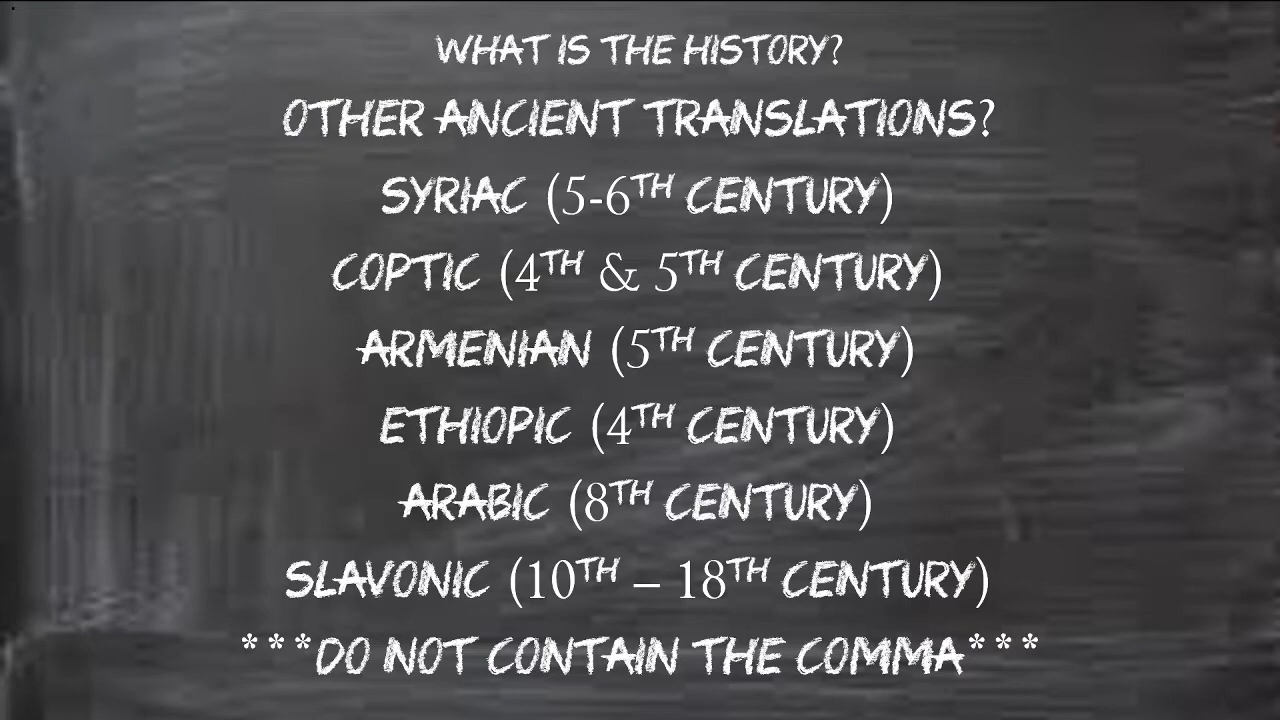 WHAT IS THE HISTORY?
OTHER ANCIENT TRANSLATIONS?
SYRIAC (5-6TH CENTURY)
COPTIC (4TH & 5TH CENTURY)
ARMENIAN (5TH CENTURY)
ETHIOPIC (4TH CENTURY)
ARABIC (8TH CENTURY)
SLAVONIC (10TH – 18TH CENTURY)
***DO NOT CONTAIN THE COMMA***